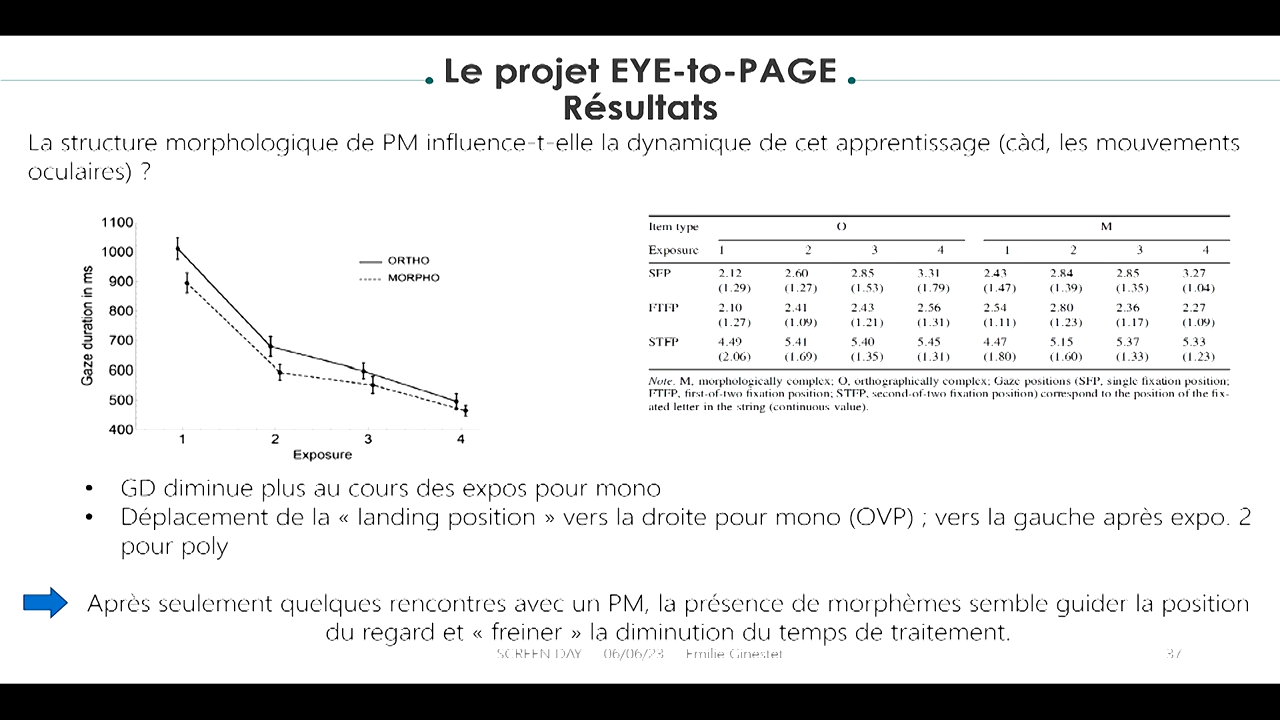 . Le projet EYE-to-PAGE .
Résultats
La structure morphologique de PM influence-t-elle la dynamique de cet apprentissage (càd, les mouvements
oculaires) ?
1100
1000
900
800
700
600
500
400
Gaze duration in ms
ORTHO
MORPHO
1 2 3 4
Exposure
Item type O M
Exposure 1 2 3 4 1 2 3 4
SFP 2.12 2.60 2.85 3.31 2.43 2.84 2.85 3.27
(1.29) (1.27) (1.53) (1.79) (1.47) (1.39) (1.35) (1.04)
FTFP 2.10 2.41 2.43 2.56 2.54 2.80 2.36 2.27
(1.27) (1.09) (1.21) (1.31) (1.11) (1.23) (1.17) (1.09)
STFP 4.49 5.41 5.40 5.45 4.47 5.15 5.37 5.33
(2.06) (1.69) (1.35) (1.31) (1.80) (1.60) (1.33) (1.23)
Note. M, morphologically complex; O, orthographically complex; Gaze positions (SFP, single fixation position;
FTFP, first-of-two fixation position; STFP, second-of-two fixation position) correspond to the position of the fix-
ated letter in the string (continuous value).
• GD diminue plus au cours des expos pour mono
• Déplacement de la « landing position » vers la droite pour mono (OVP) ; vers la gauche après expo. 2
pour poly
Après seulement quelques rencontres avec un PM, la présence de morphèmes semble guider la position
du regard et « freiner » la diminution du temps de traitement.
SCREEN DAY 06/06/23 Emilie Ginestet 37